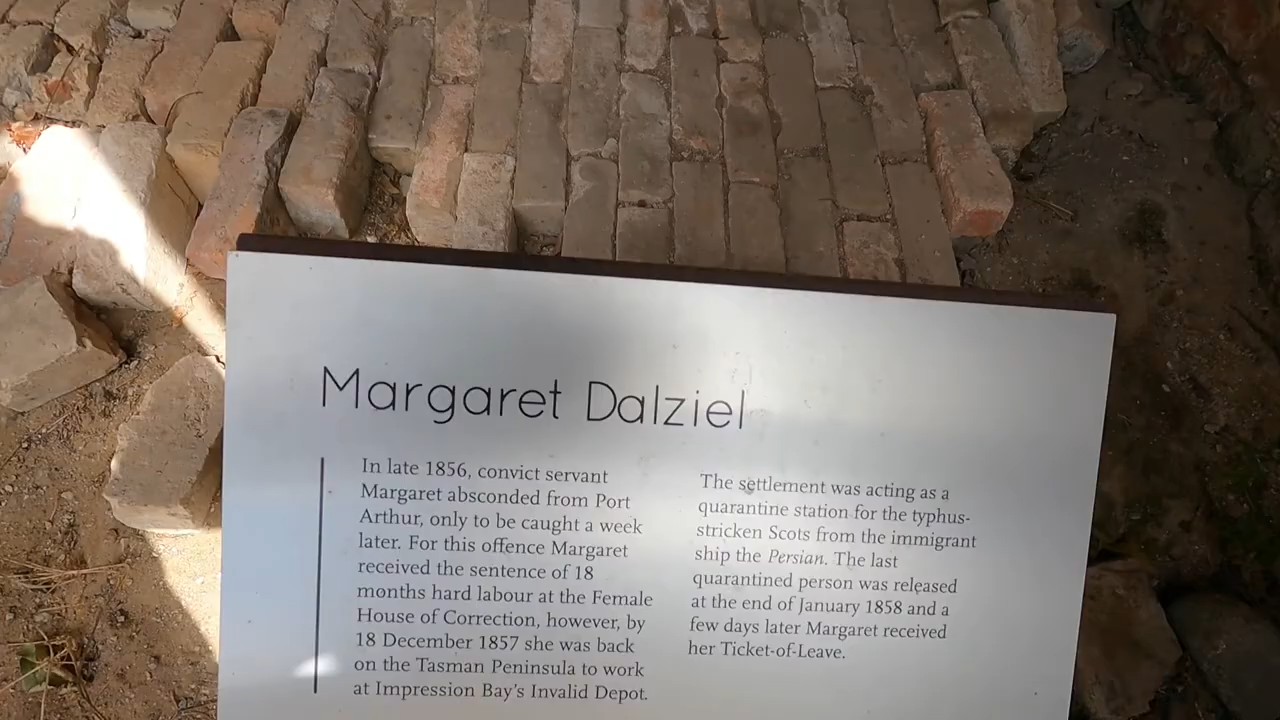 Margaret Dalziel
In late 1856, convict servant
Margaret absconded from Port
Arthur, only to be caught a week
later. For this offence Margaret
received the sentence of 18
months hard labour at the Female
House of Correction, however, by
18 December 1857 she was back
on the Tasman Peninsula to work
at Impression Bay's Invalid Depot.
The settlement was acting as a
quarantine station for the typhus-
stricken Scots from the immigrant
ship the Persian. The last
quarantined person was released
at the end of January 1858 and a
few days later Margaret received
her Ticket-of-Leave.